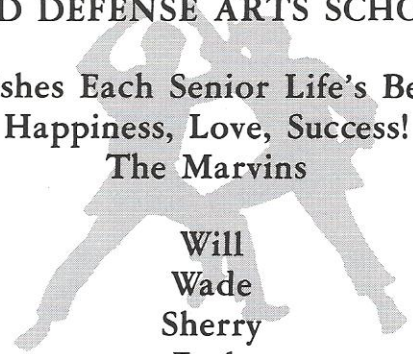 D DEFENSE ARTS SCHO
shes Each Senior Life's Be
Happiness, Love, Success!
The Marvins
Will
Wade
Sherry